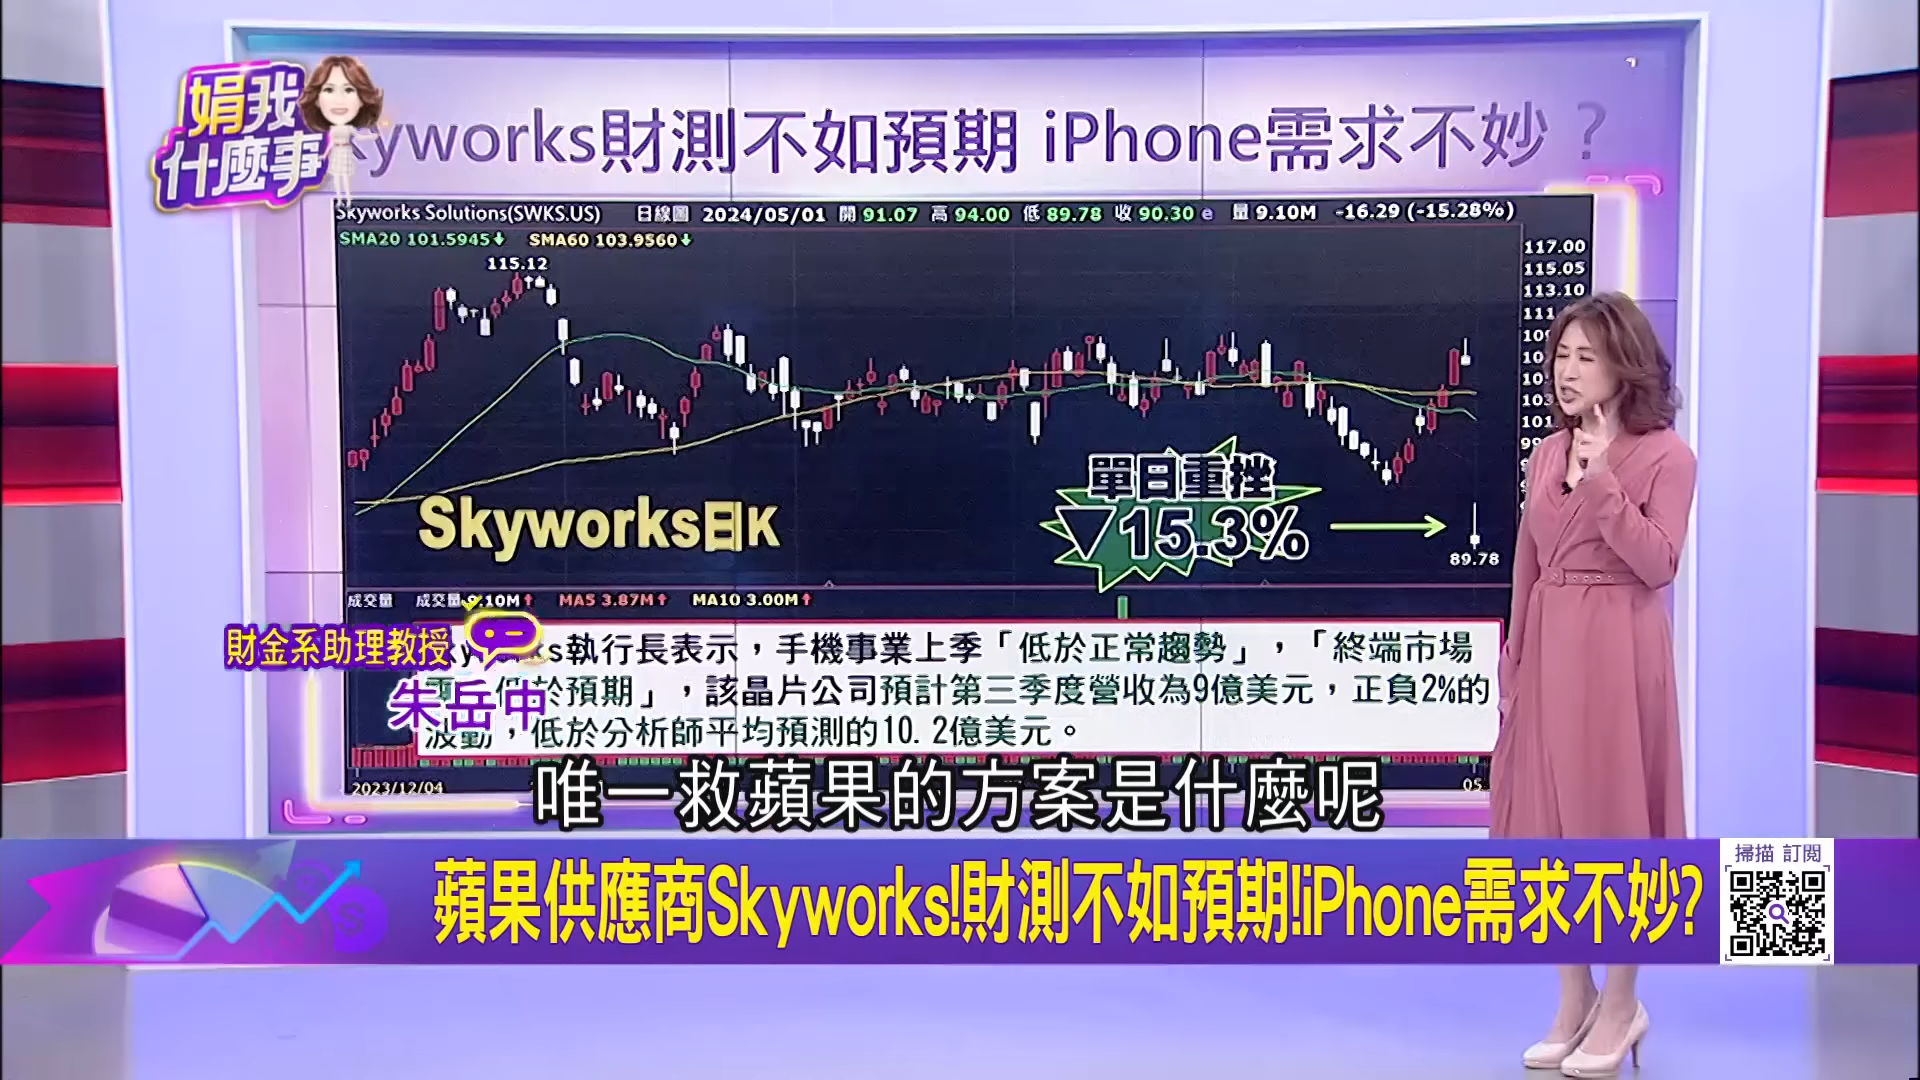 娟我
什麼事
kyworks財測不如預期 iPhone需求不妙？
Skyworks Solutions(SWKS.US) 日線圖 2024/05/01 開 91.07 高 94.00 低 89.78 收 90.30 e 量 9.10M -16.29 (-15.28%)
SMA20 101.5945↓ SMA60 103.9560↓
115.12
117.00
115.05
113.10
單日重挫
▼15.3%
Skyworks日K
89.78
成交量 成交量 9.10M↑ MA5 3.87M↑ MA10 3.00M↑
財金系助理教授
朱岳中
執行長表示，手機事業上季「低於正常趨勢」，「終端市場
於預期」，該晶片公司預計第三季度營收為9億美元，正負2%的
波動，低於分析師平均預測的10.2億美元。
2023/12/04
05
唯一救蘋果的方案是什麼呢
蘋果供應商Skyworks!財測不如預期!iPhone需求不妙?
掃描 訂閱